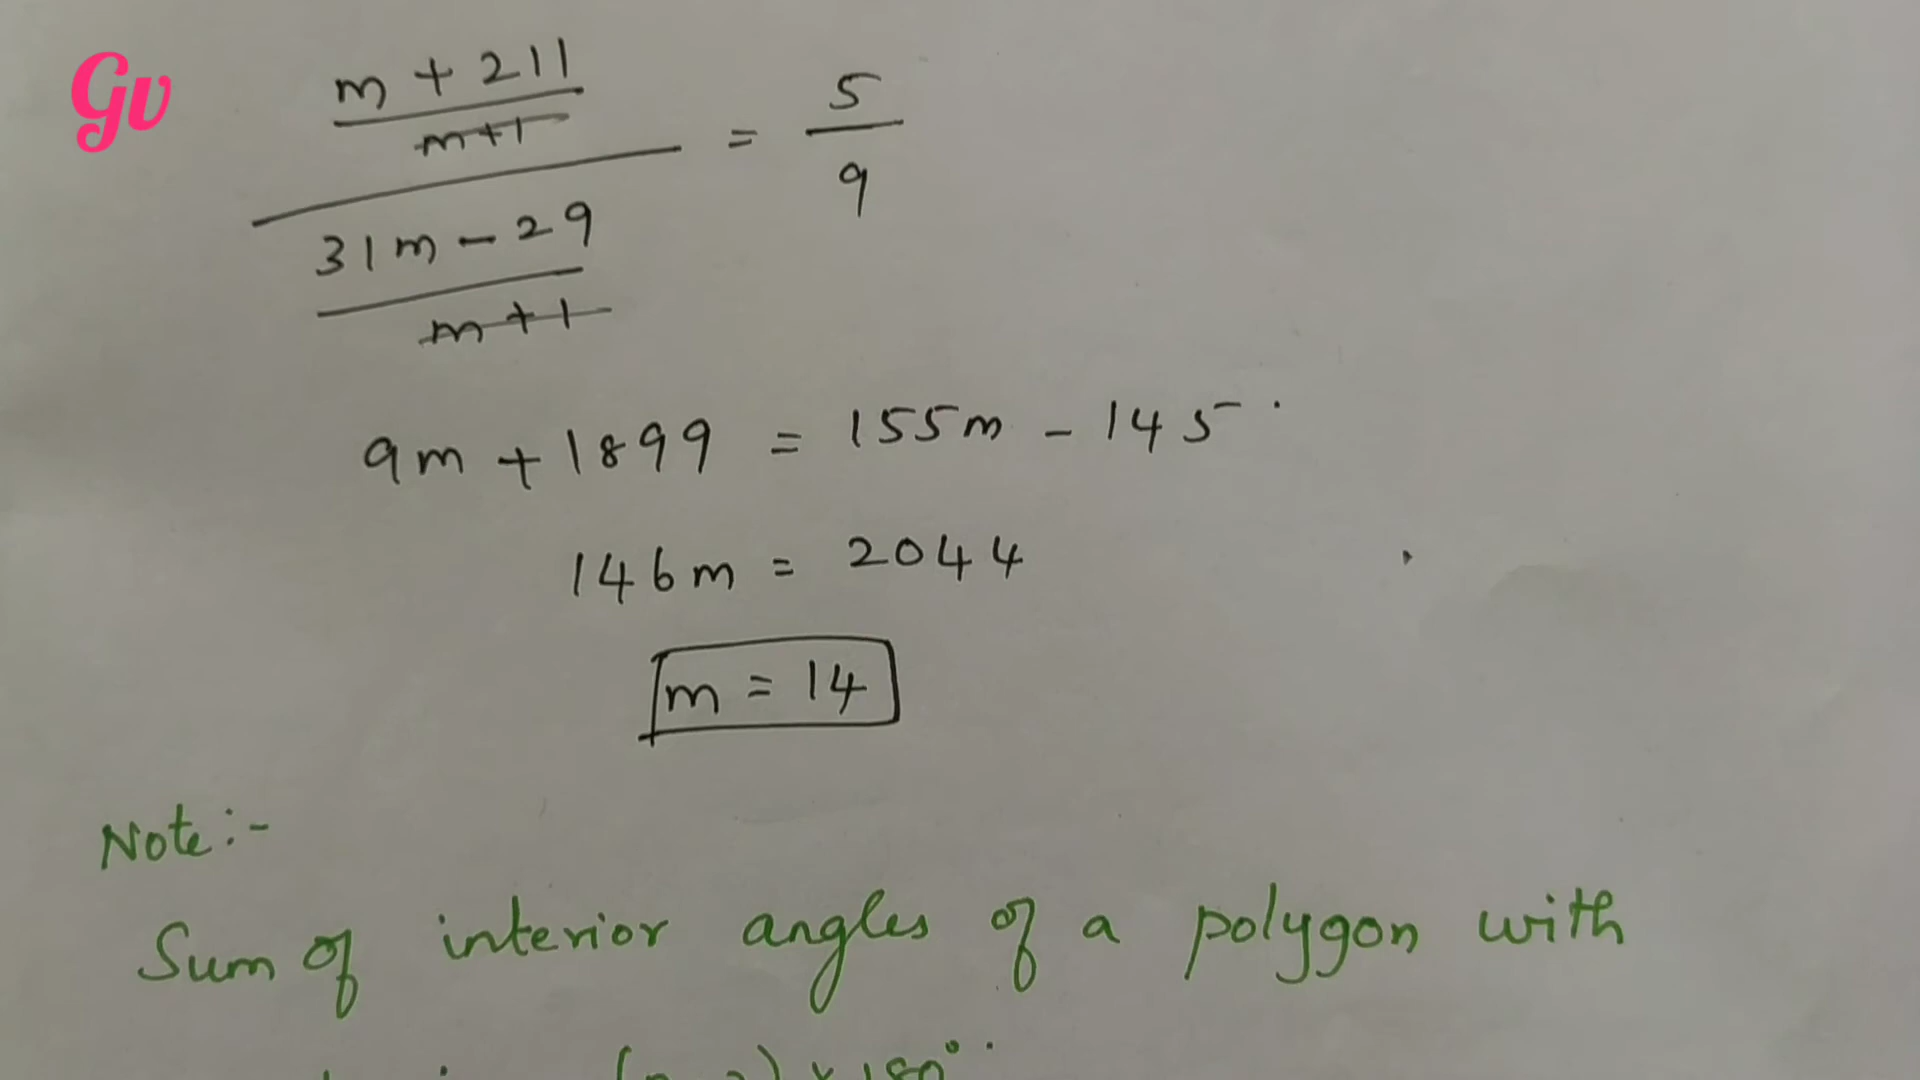 Gv
m + 211
m+1
= 5/9
31m - 29
m+1
9m + 1899 = 155m - 145
146m = 2044
m = 14
Note:-
Sum of interior angles of a polygon with
180°